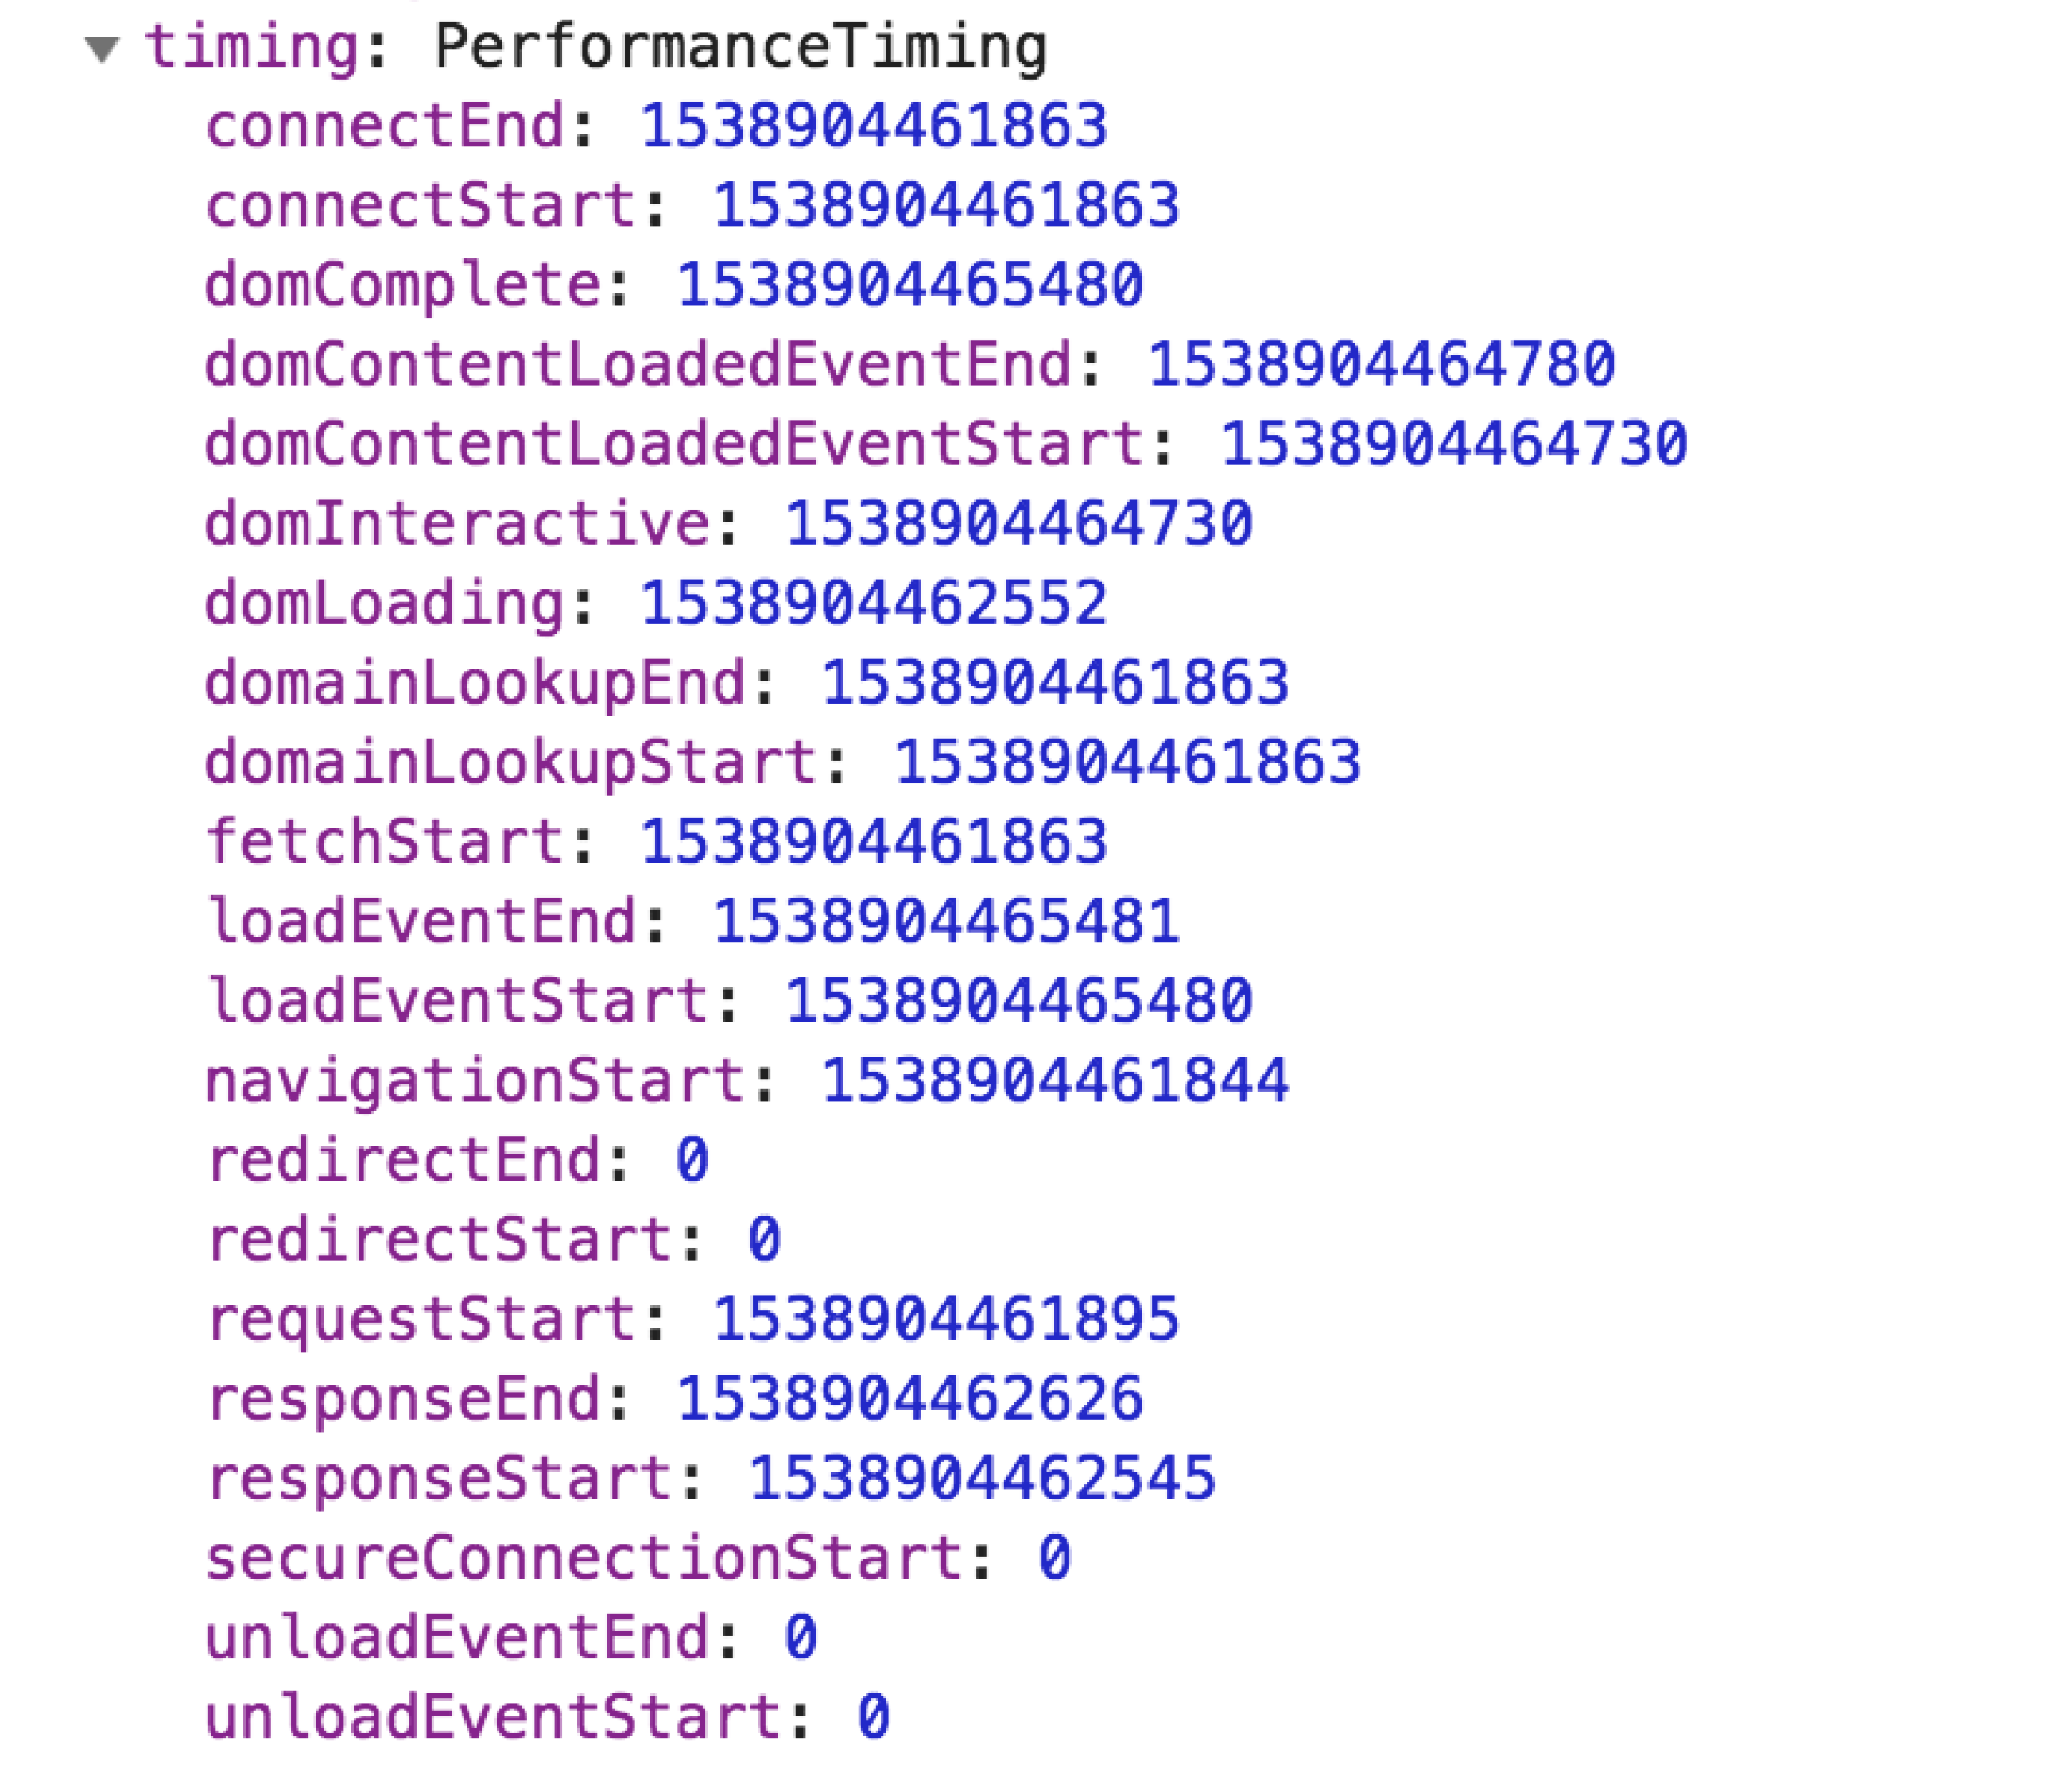 timing: PerformanceTiming
connectEnd: 1538904461863
connectStart: 1538904461863
domComplete: 1538904465480
domContentLoadedEventEnd: 1538904464780
domContentLoadedEventStart: 1538904464730
domInteractive: 1538904464730
domLoading: 1538904462552
domainLookupEnd: 1538904461863
domainLookupStart: 1538904461863
fetchStart: 1538904461863
loadEventEnd: 1538904465481
loadEventStart: 1538904465480
navigationStart: 1538904461844
redirectEnd: 0
redirectStart: 0
requestStart: 1538904461895
responseEnd: 1538904462626
responseStart: 1538904462545
secureConnectionStart: 0
unloadEventEnd: 0
unloadEventStart: 0